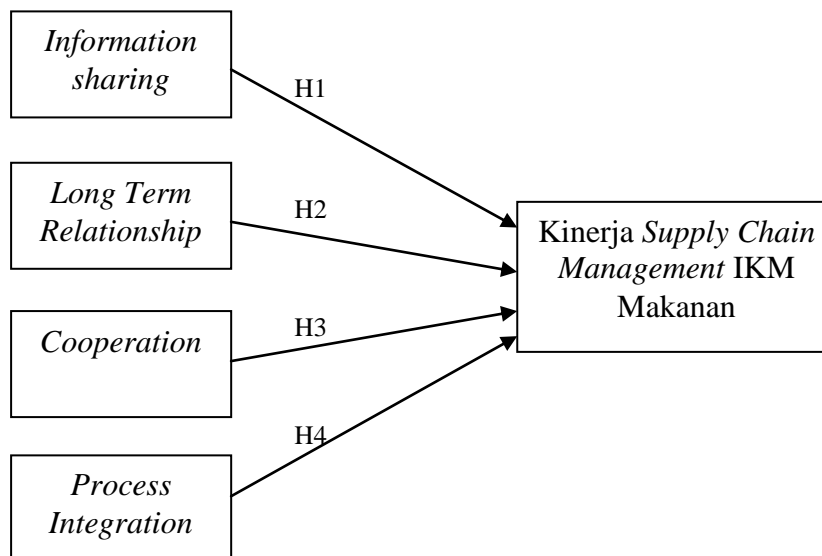 Information
sharing
H1
Long Term
Relationship
H2
Kinerja Supply Chain
Management IKM
Makanan
Cooperation
H3
H4
Process
Integration